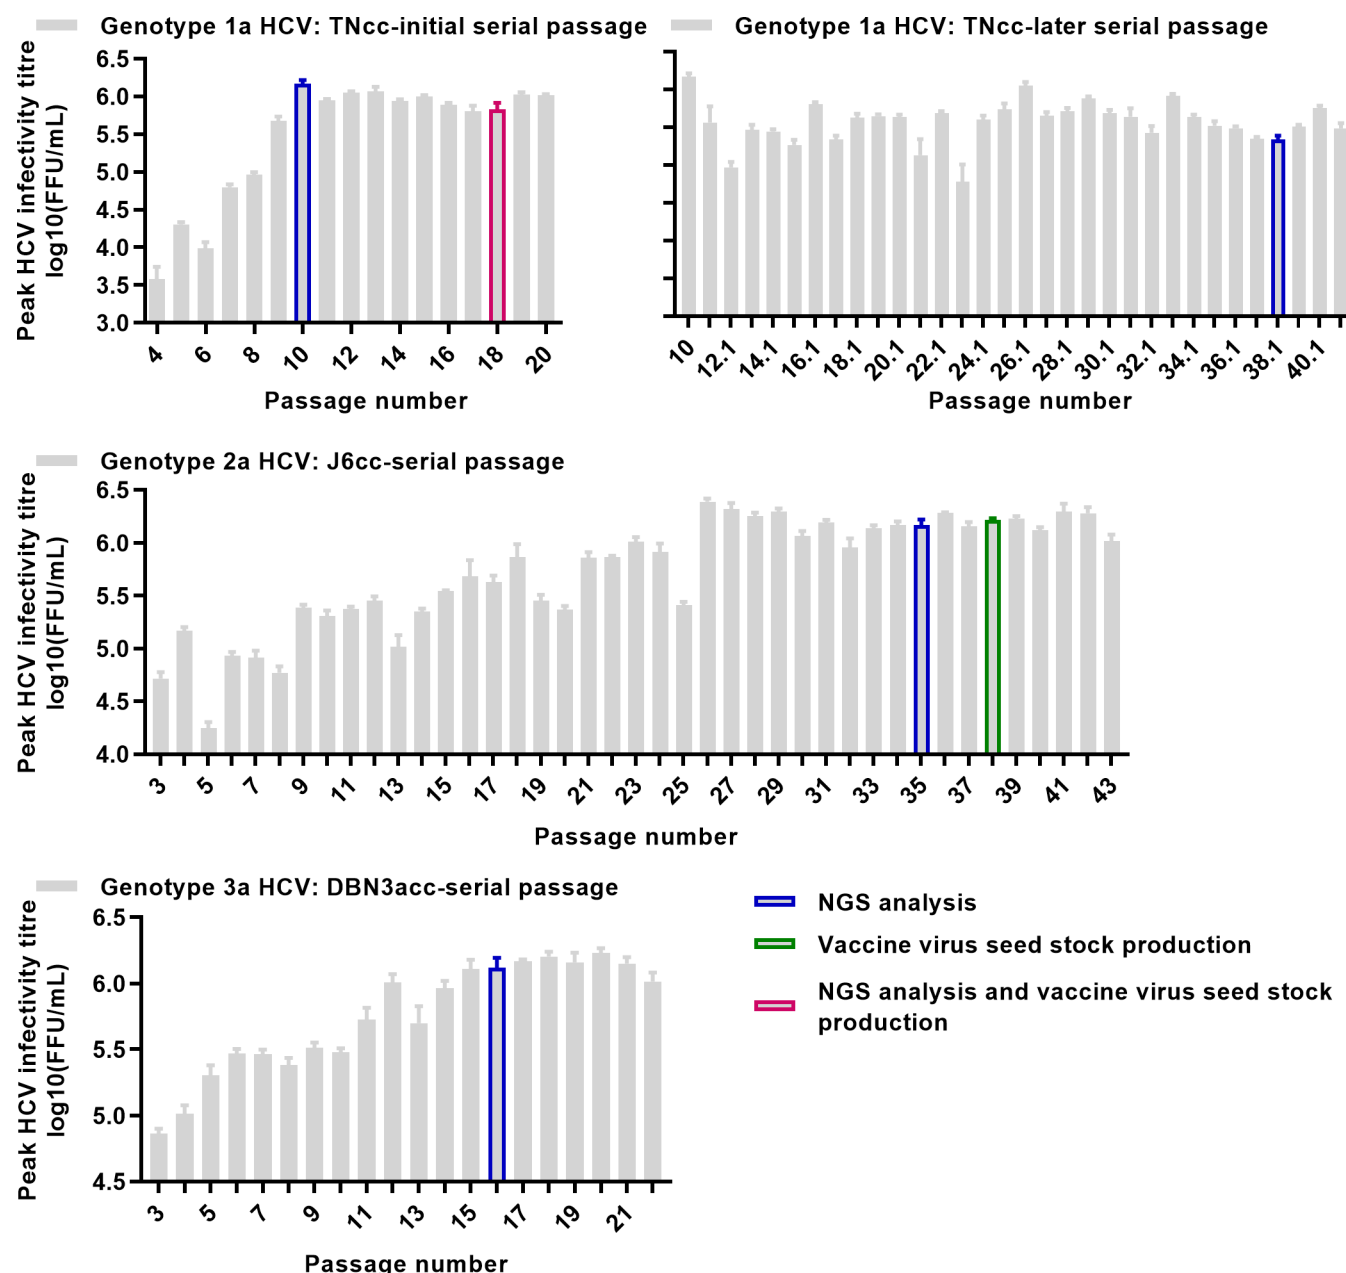 Genotype 1a HCV: TNcc-initial serial passage
Peak HCV infectivity titre
log10(FFU/mL)
6.5
6.0
5.5
5.0
4.5
4.0
3.5
3.0
4 6 8 10 12 14 16 18 20
Passage number
Genotype 1a HCV: TNcc-later serial passage
10 12.1 14.1 16.1 18.1 20.1 22.1 24.1 26.1 28.1 30.1 32.1 34.1 36.1 38.1 40.1
Passage number
Genotype 2a HCV: J6cc-serial passage
Peak HCV infectivity titre
log10(FFU/mL)
6.5
6.0
5.5
5.0
4.5
4.0
3 5 7 9 11 13 15 17 19 21 23 25 27 29 31 33 35 37 39 41 43
Passage number
Genotype 3a HCV: DBN3acc-serial passage
Peak HCV infectivity titre
log10(FFU/mL)
6.5
6.0
5.5
5.0
4.5
3 5 7 9 11 13 15 17 19 21
Passage number
NGS analysis
Vaccine virus seed stock production
NGS analysis and vaccine virus seed stock
production